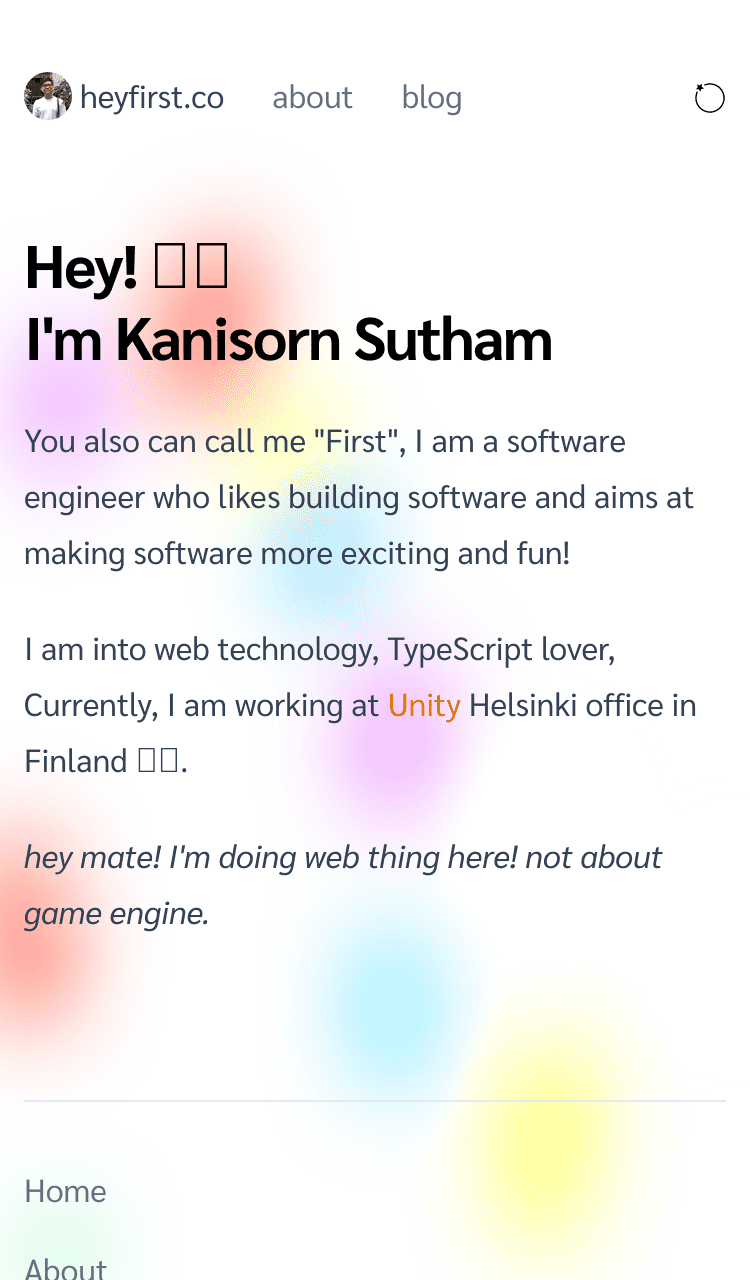 heyfirst.co about blog
Hey!
I'm Kanisorn Sutham
You also can call me "First", I am a software
engineer who likes building software and aims at
making software more exciting and fun!
I am into web technology, TypeScript lover,
Currently, I am working at Unity Helsinki office in
Finland .
hey mate! I'm doing web thing here! not about
game engine.
Home
About